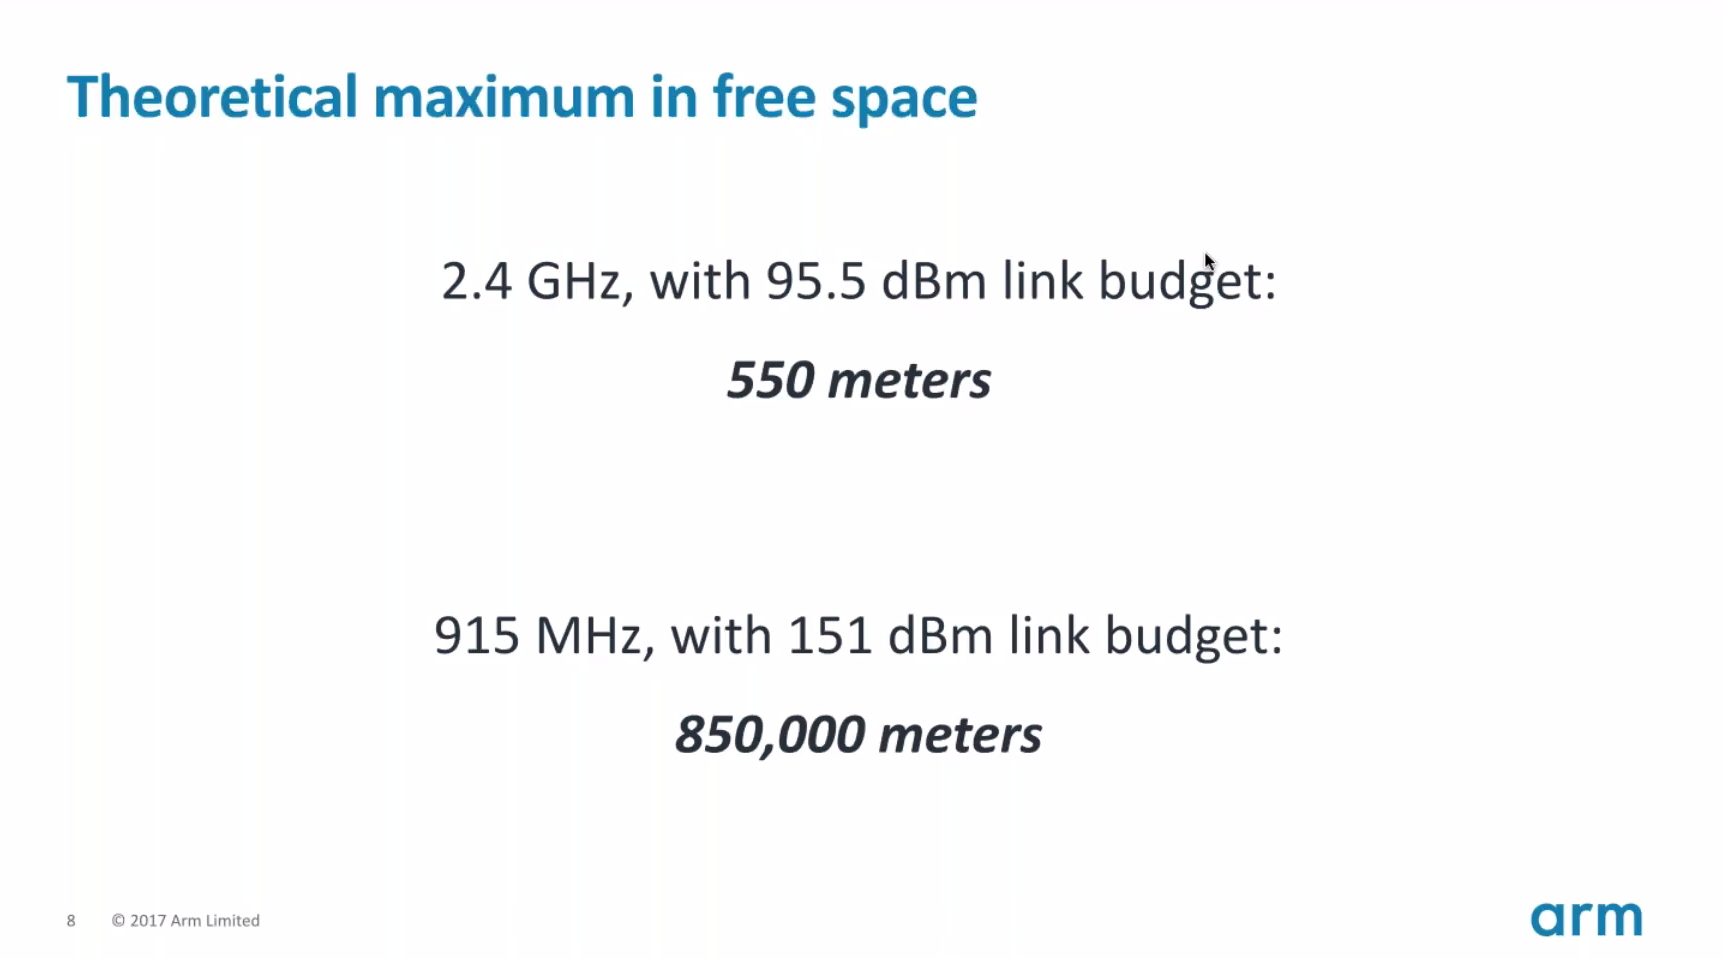 Theoretical maximum in free space
2.4 GHz, with 95.5 dBm link budget:
550 meters
915 MHz, with 151 dBm link budget:
850,000 meters
8 © 2017 Arm Limited
arm